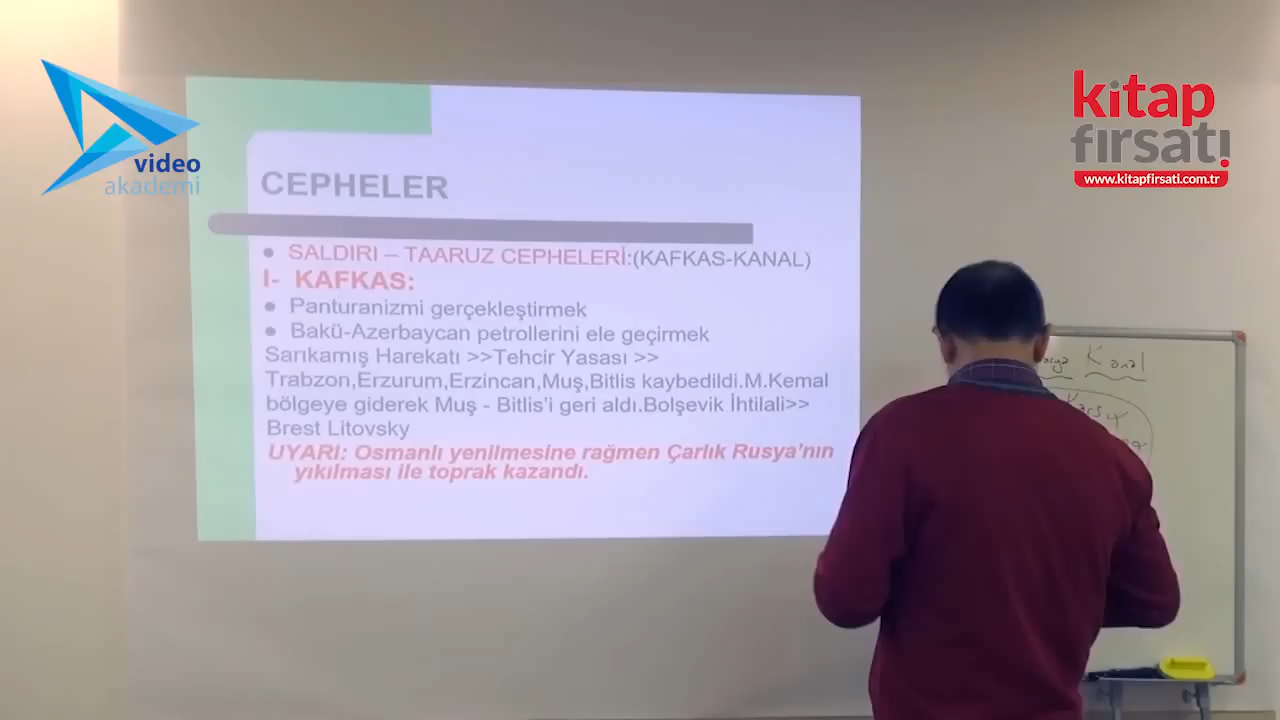 video
akademi
kitap
fırsatı
www.kitapfirsati.com.tr
CEPHELER
SALDIRI – TAARUZ CEPHELERİ:(KAFKAS-KANAL)
I- KAFKAS:
Panturanizmi gerçekleştirmek
Bakü-Azerbaycan petrollerini ele geçirmek
Sarıkamış Harekatı >>Tehcir Yasası >>
Trabzon,Erzurum,Erzincan,Muş,Bitlis kaybedildi.M.Kemal
bölgeye giderek Muş - Bitlis'i geri aldı.Bolşevik İhtilali>>
Brest Litovsky
UYARI: Osmanlı yenilmesine rağmen Çarlık Rusya'nın
yıkılması ile toprak kazandı.
Kanal